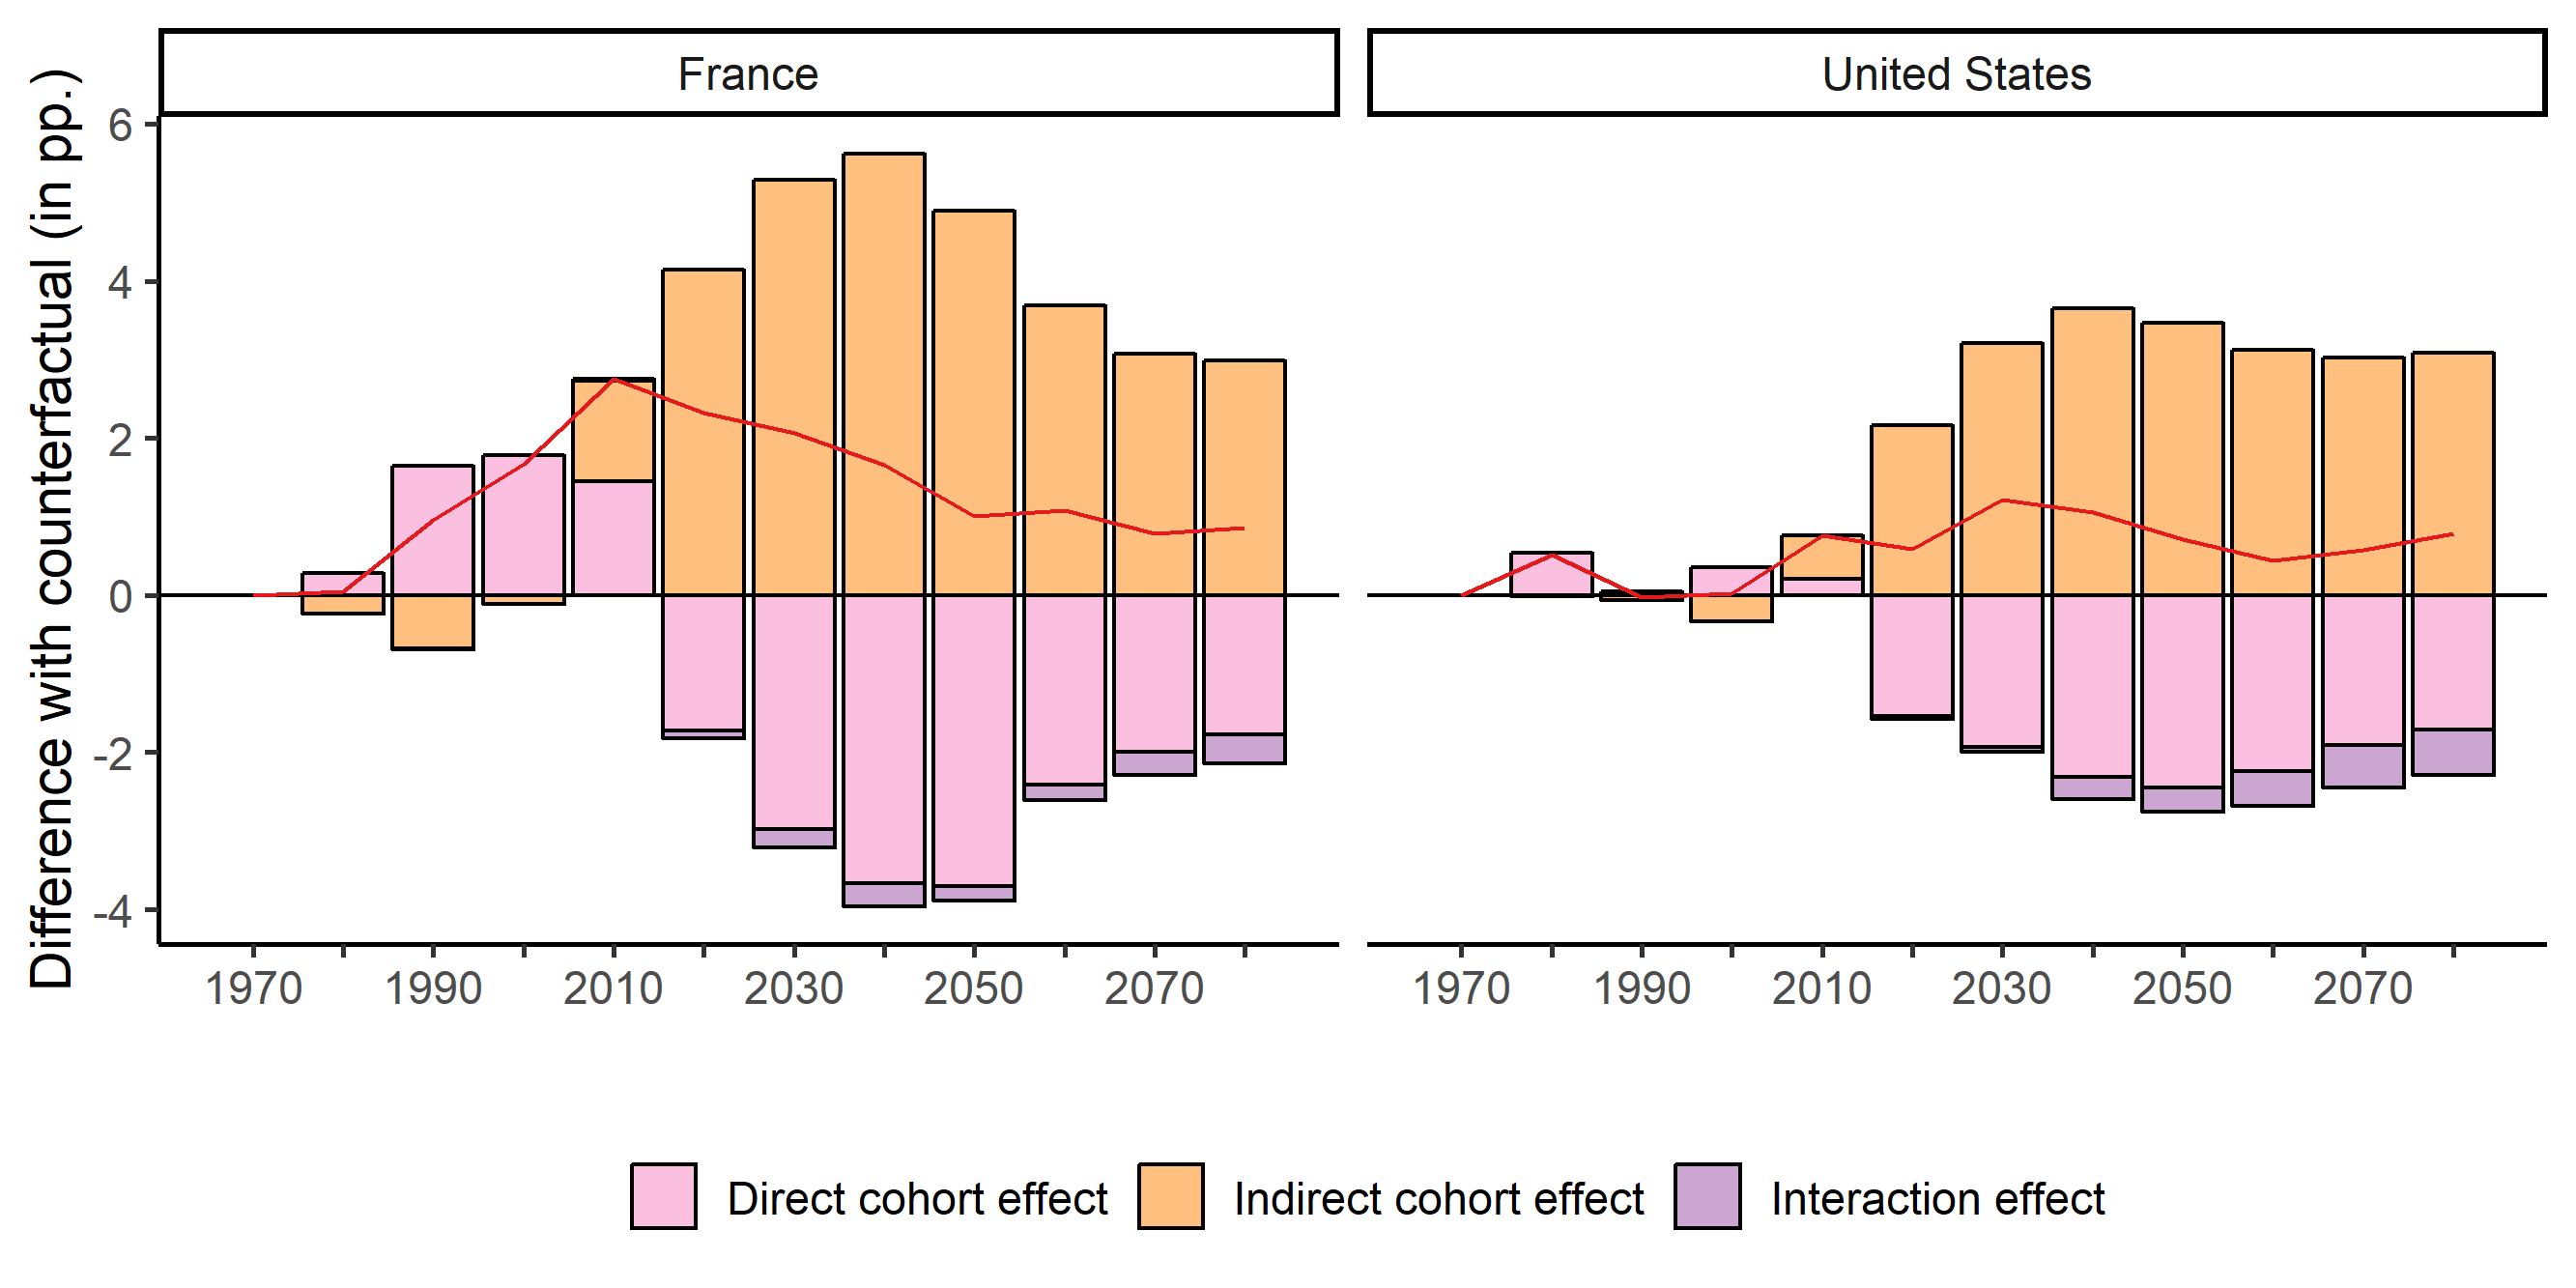 France
United States
Difference with counterfactual (in pp.)
6
4
2
0
-2
-4
1970 1990 2010 2030 2050 2070
1970 1990 2010 2030 2050 2070
Direct cohort effect
Indirect cohort effect
Interaction effect